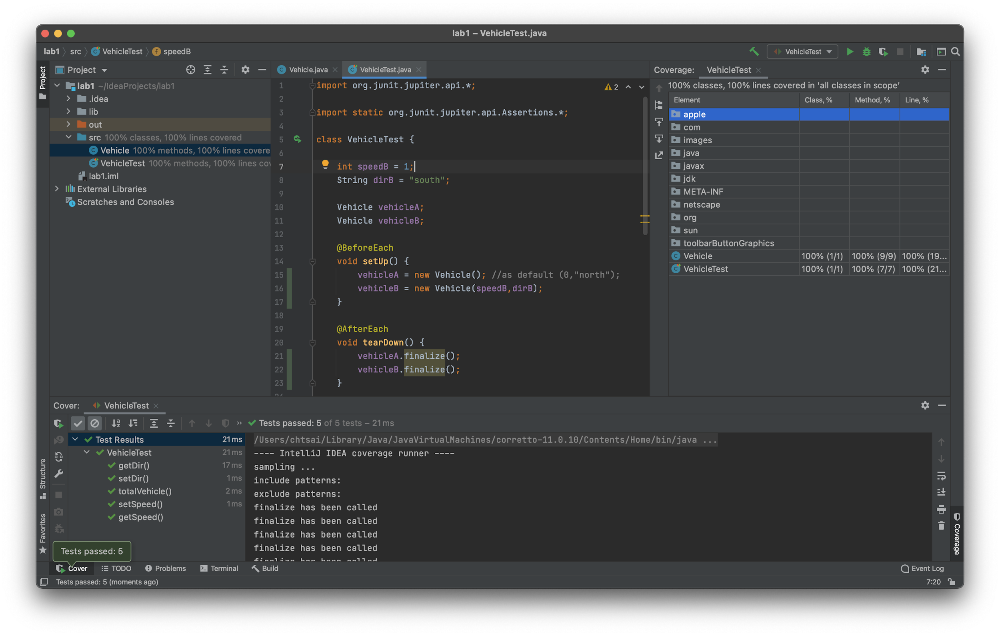 lab1 – VehicleTest.java
lab1 src VehicleTest speedB
VehicleTest
Project
Structure
Favorites
Project
lab1 ~/IdeaProjects/lab1
.idea
lib
out
src 100% classes, 100% lines covered
Vehicle 100% methods, 100% lines covere
VehicleTest 100% methods, 100% lines cov
lab1.iml
External Libraries
Scratches and Consoles
Vehicle.java VehicleTest.java
2
1 import org.junit.jupiter.api.*;
2
3 import static org.junit.jupiter.api.Assertions.*;
4
5 class VehicleTest {
6
7 int speedB = 1;
8 String dirB = "south";
9
10 Vehicle vehicleA;
11 Vehicle vehicleB;
12
13 @BeforeEach
14 void setUp() {
15 vehicleA = new Vehicle(); //as default (0,"north");
16 vehicleB = new Vehicle(speedB,dirB);
17 }
18
19 @AfterEach
20 void tearDown() {
21 vehicleA.finalize();
22 vehicleB.finalize();
23 }
Coverage: VehicleTest
100% classes, 100% lines covered in 'all classes in scope'
Element Class, % Method, % Line, %
apple
com
images
java
javax
jdk
META-INF
netscape
org
sun
toolbarButtonGraphics
Vehicle 100% (1/1) 100% (9/9) 100% (19...
VehicleTest 100% (1/1) 100% (7/7) 100% (21...
Cover: VehicleTest
Tests passed: 5 of 5 tests – 21 ms
Test Results 21 ms
VehicleTest 21 ms
getDir() 17 ms
setDir() 1 ms
totalVehicle() 2 ms
setSpeed() 1 ms
getSpeed()
/Users/chtsai/Library/Java/JavaVirtualMachines/corretto-11.0.10/Contents/Home/bin/java ...
---- IntelliJ IDEA coverage runner ----
sampling ...
include patterns:
exclude patterns:
finalize has been called
finalize has been called
finalize has been called
finalize has been called
finalize has been called
Coverage
Tests passed: 5
Cover TODO Problems Terminal Build Event Log
Tests passed: 5 (moments ago) 7:20